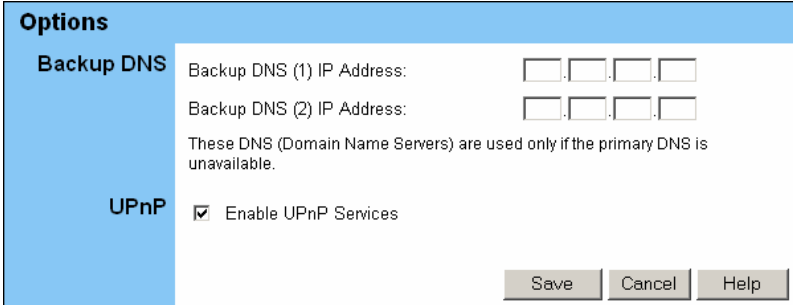 Options
Backup DNS
Backup DNS (1) IP Address: . . .
Backup DNS (2) IP Address: . . .
These DNS (Domain Name Servers) are used only if the primary DNS is
unavailable.
UPnP
Enable UPnP Services
Save Cancel Help